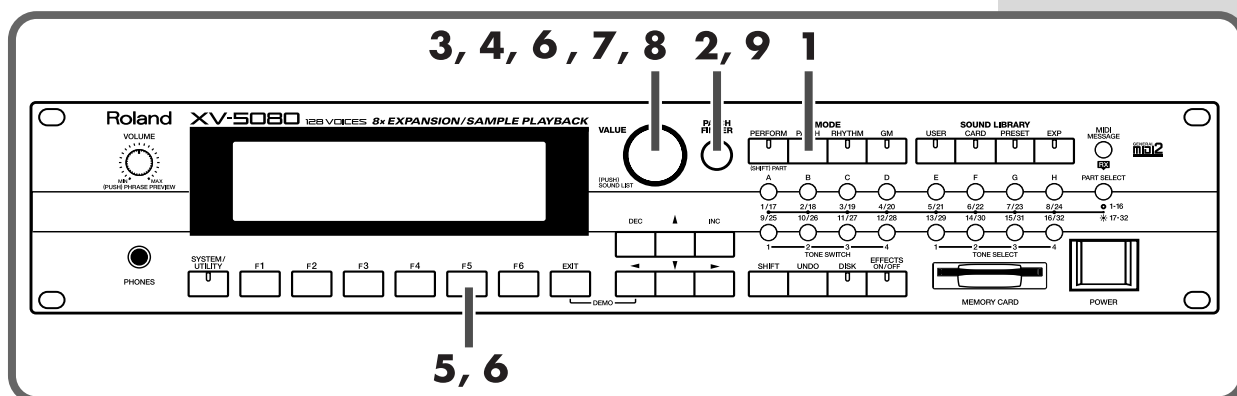 3, 4, 6 , 7, 8 2, 9 1
Roland XV-5080 128 VOICES 8x EXPANSION/SAMPLE PLAYBACK
VOLUME
MIN MAX
(PUSH) PHRASE PREVIEW
PHONES
VALUE
(PUSH)
SOUND LIST
MODE
PERFORM RHYTHM GM
(SHIFT) PART
SOUND LIBRARY
USER CARD PRESET EXP
MIDI
MESSAGE
RX
GENERAL
MIDI2
A B C D E F G H PART SELECT
1/17 2/18 3/19 4/20 5/21 6/22 7/23 8/24 1-16
9/25 10/26 11/27 12/28 13/29 14/30 15/31 16/32 17-32
1 2 3 4 1 2 3 4
TONE SWITCH TONE SELECT
DEC INC
SYSTEM/
UTILITY
F1 F2 F3 F4 F5 F6 EXIT
DEMO
SHIFT UNDO DISK EFFECTS
ON/OFF
MEMORY CARD
POWER
5, 6